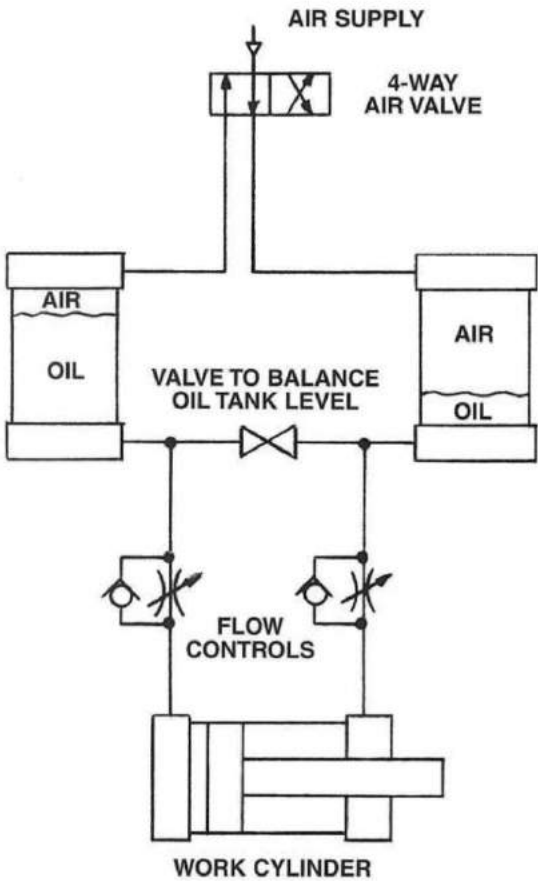 AIR SUPPLY
4-WAY
AIR VALVE
AIR
OIL
AIR
OIL
VALVE TO BALANCE
OIL TANK LEVEL
FLOW
CONTROLS
WORK CYLINDER